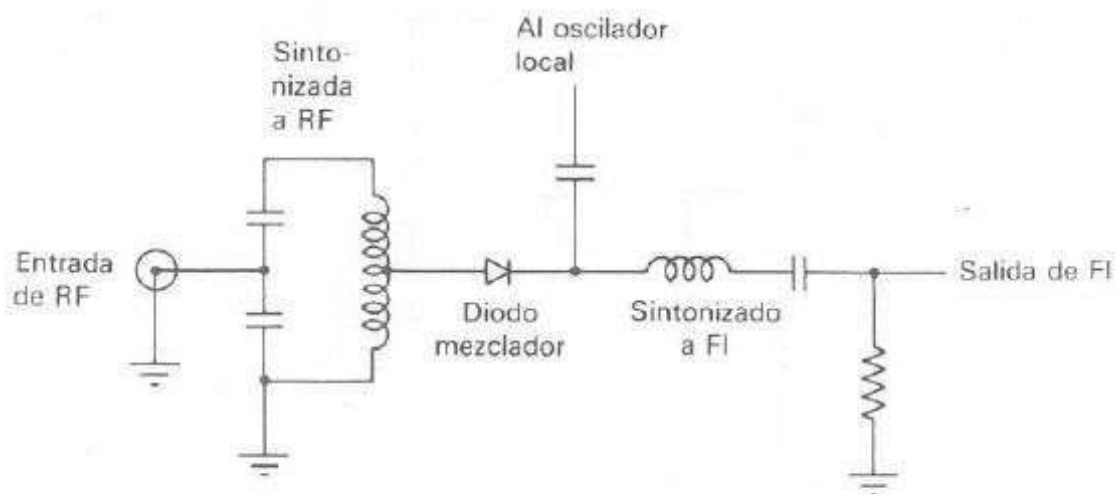 Al oscilador
local
Sinto-
nizada
a RF
Entrada
de RF
Diodo
mezclador
Sintonizado
a FI
Salida de FI